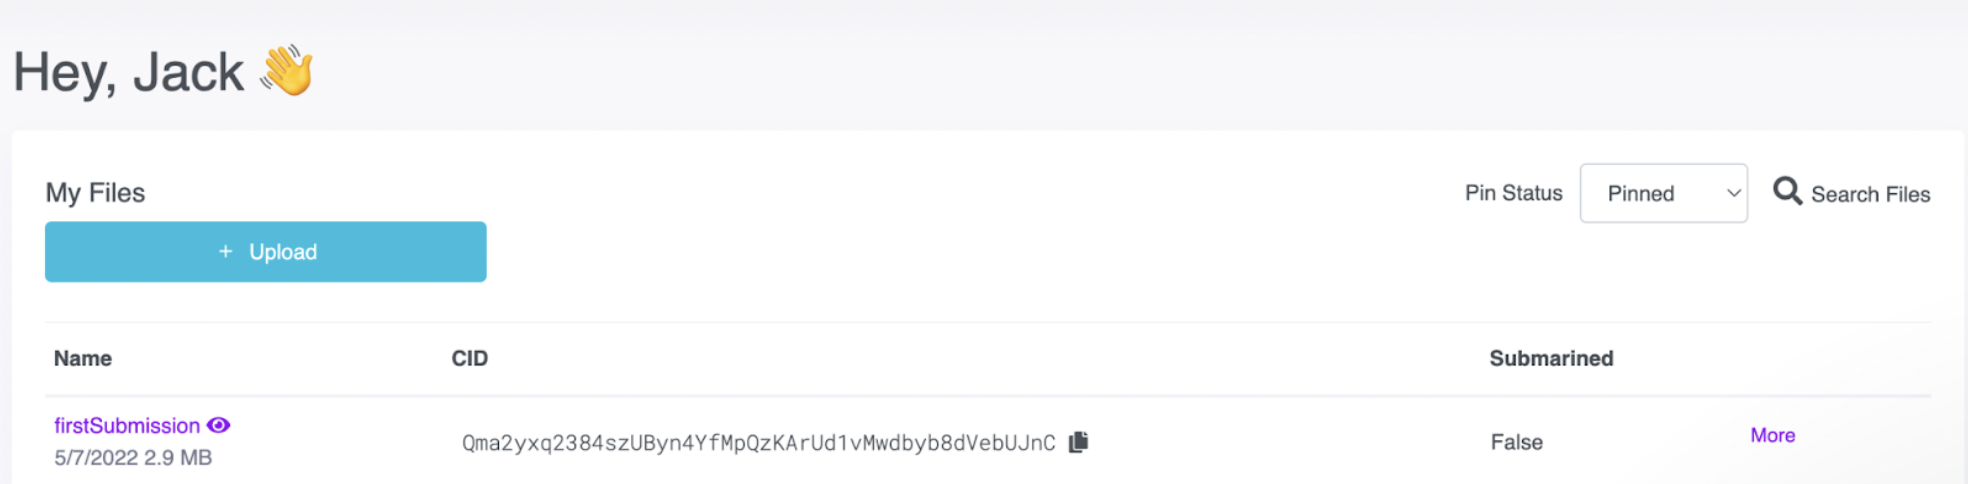 Hey, Jack 👋
My Files
Pin Status Pinned Search Files
+ Upload
Name CID Submarined
firstSubmission
5/7/2022 2.9 MB
Qma2yxq2384szUByn4YfMpQzKArUd1vMwdbyb8dVebUJnC
False
More